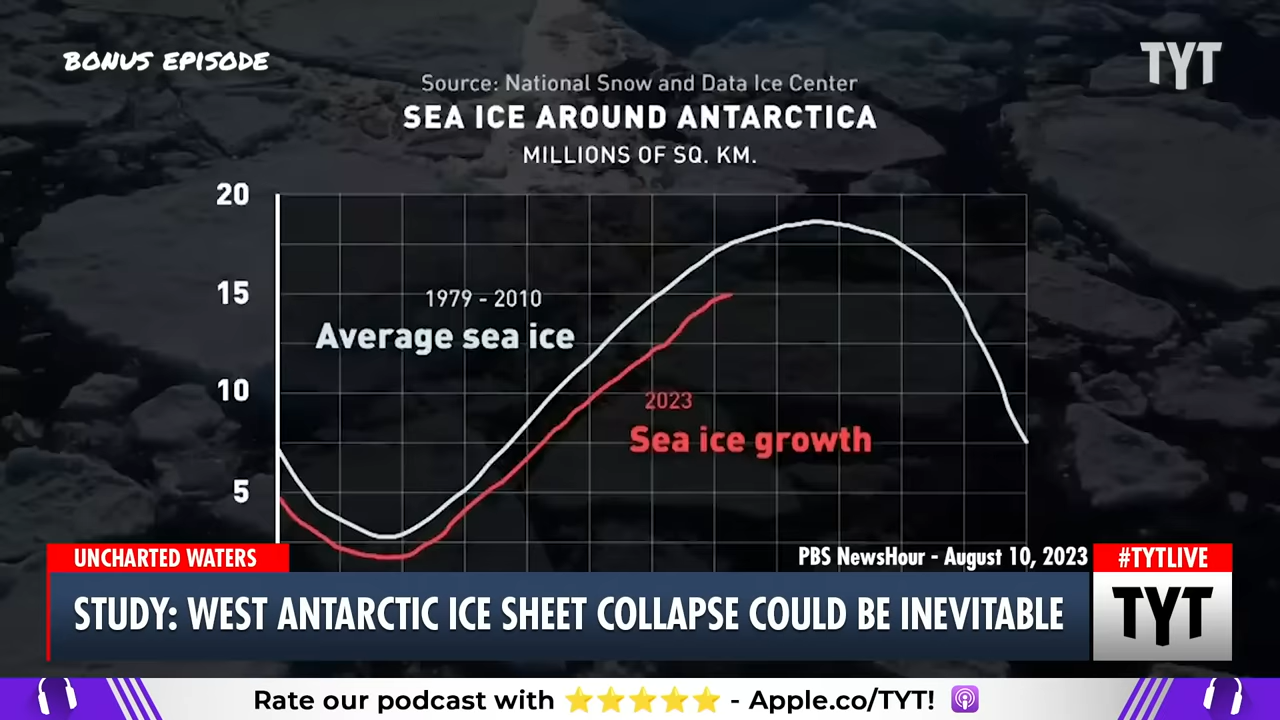 BONUS EPISODE
TYT
Source: National Snow and Data Ice Center
SEA ICE AROUND ANTARCTICA
MILLIONS OF SQ. KM.
20
15
10
5
1979 - 2010
Average sea ice
2023
Sea ice growth
UNCHARTED WATERS
PBS NewsHour - August 10, 2023
#TYTLIVE
STUDY: WEST ANTARCTIC ICE SHEET COLLAPSE COULD BE INEVITABLE
TYT
Rate our podcast with ⭐⭐⭐⭐⭐ - Apple.co/TYT!